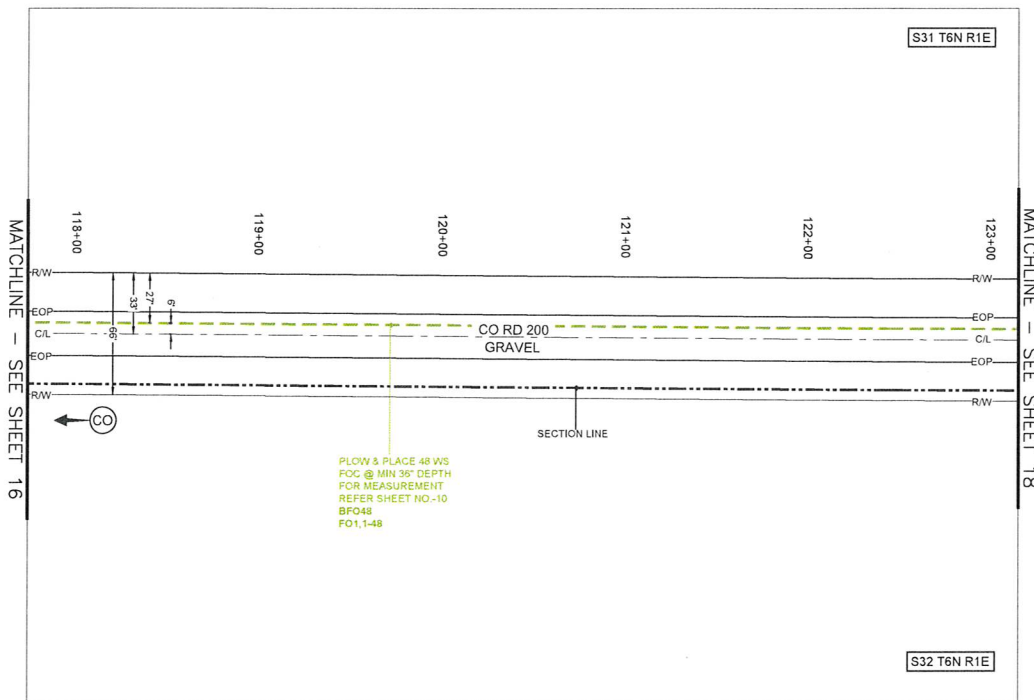 S31 T6N R1E
118+00
119+00
120+00
121+00
122+00
123+00
MATCHLINE - SEE SHEET 16
MATCHLINE - SEE SHEET 18
R/W
R/W
33'
27'
6'
66'
EOP
EOP
C/L
CO RD 200
C/L
GRAVEL
EOP
EOP
R/W
R/W
CO
SECTION LINE
PLOW & PLACE 48 WS
FOC @ MIN 36" DEPTH
FOR MEASUREMENT
REFER SHEET NO.-10
BFO48
FO1,1-48
S32 T6N R1E